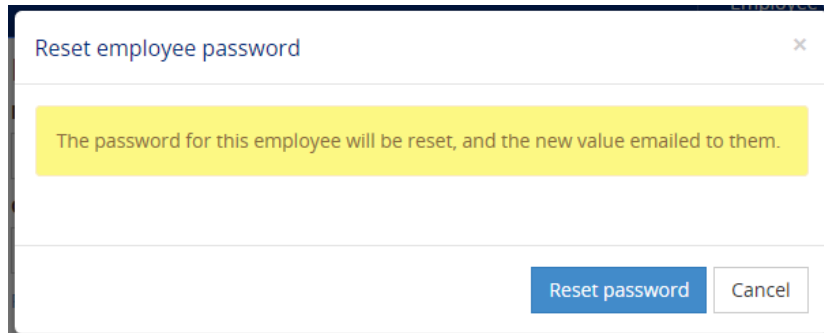 Employee
Reset employee password ×
The password for this employee will be reset, and the new value emailed to them.
Reset password Cancel